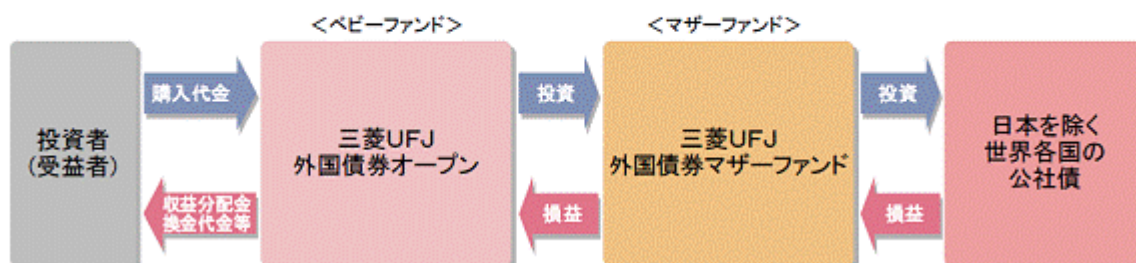 ＜ベビーファンド＞
＜マザーファンド＞
投資者
(受益者)
購入代金
収益分配金
換金代金等
三菱UFJ
外国債券オープン
投資
損益
三菱UFJ
外国債券マザーファンド
投資
損益
日本を除く
世界各国の
公社債